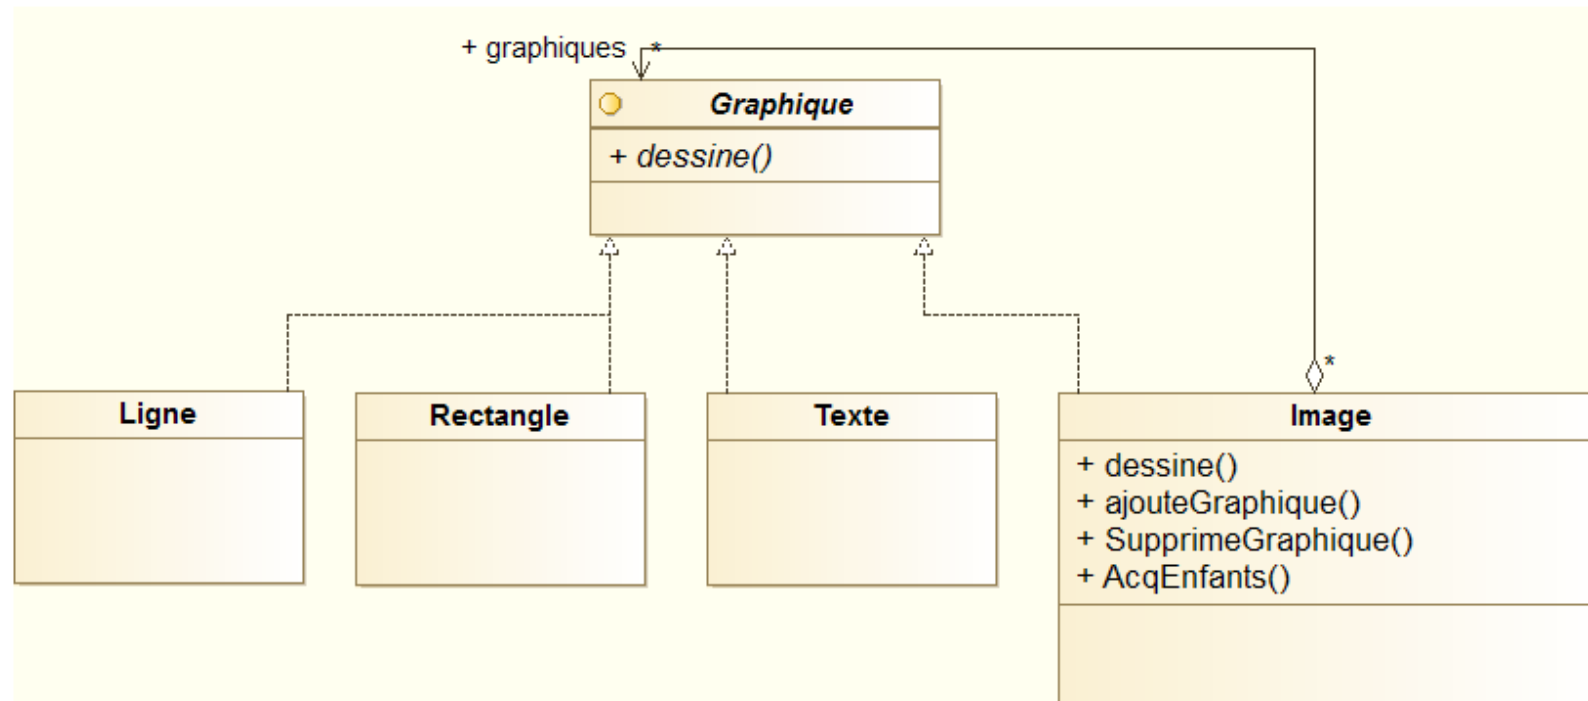 + graphiques *
Graphique
+ dessine()
Ligne
Rectangle
Texte
*
Image
+ dessine()
+ ajouteGraphique()
+ SupprimeGraphique()
+ AcqEnfants()